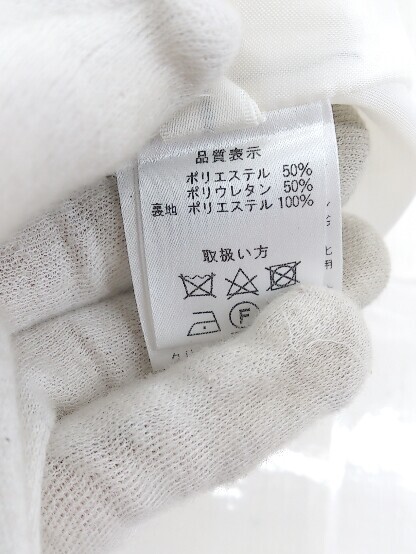 品質表示
ポリエステル 50%
ポリウレタン 50%
裏地 ポリエステル 100%
取扱い方
F